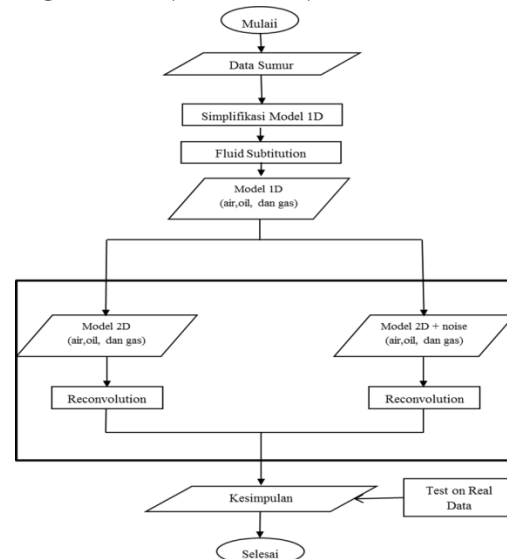 Mulaii
Data Sumur
Simplifikasi Model 1D
Fluid Subtitution
Model 1D
(air,oil, dan gas)
Model 2D
(air,oil, dan gas)
Model 2D + noise
(air,oil, dan gas)
Reconvolution
Reconvolution
Kesimpulan
Test on Real
Data
Selesai